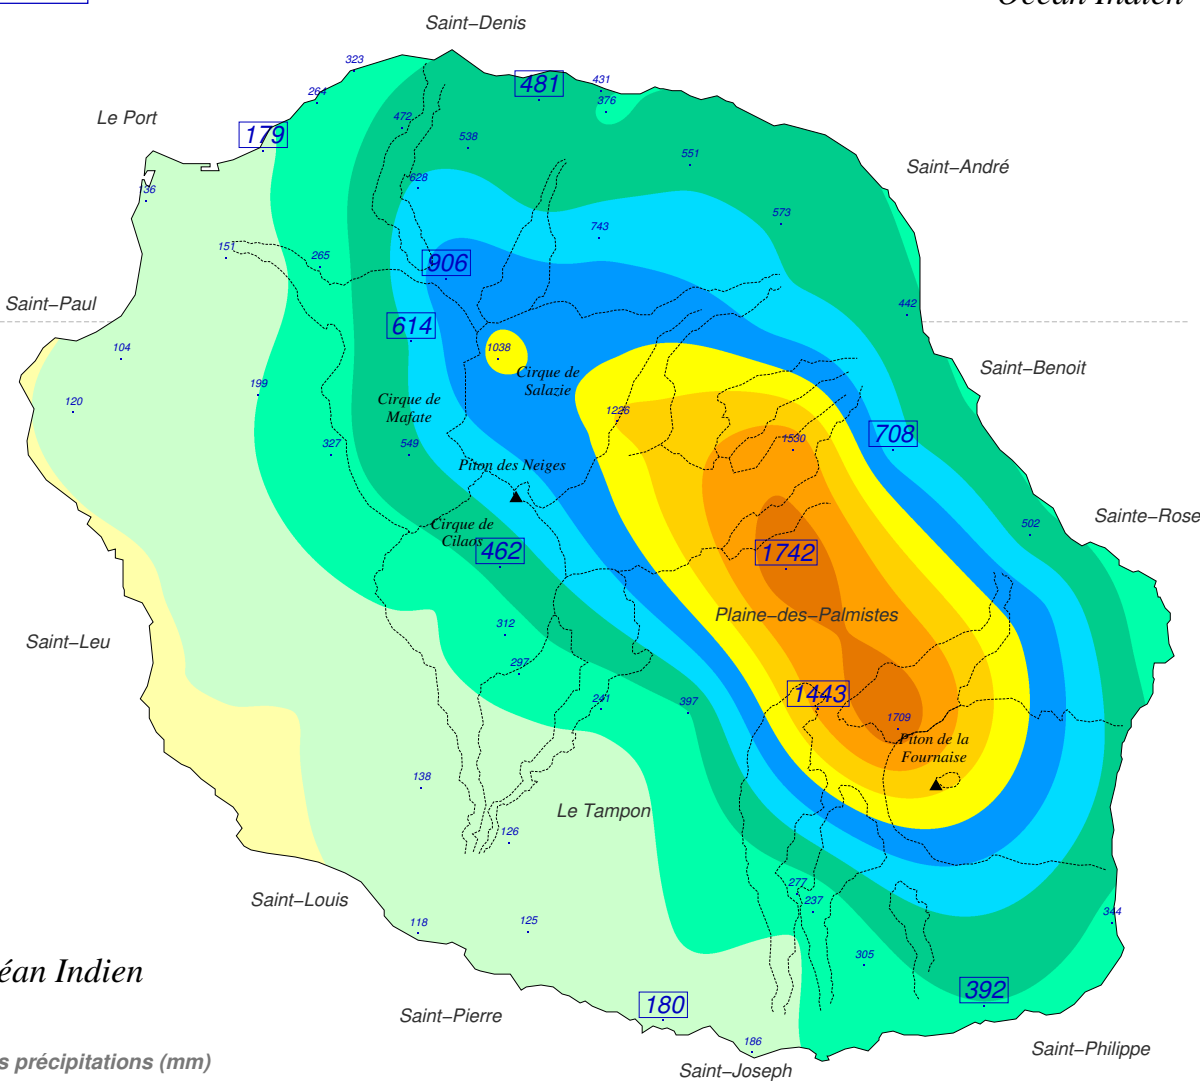 Océan Indien
Saint–Denis
323
431
481
264
376
Le Port
472
179
538
551
Saint–André
628
136
573
743
151
265
906
Saint–Paul
442
614
104
1038
Saint–Benoit
Cirque de
Salazie
199
Cirque de
Mafate
120
1226
327
549
1530
708
Piton des Neiges
Sainte–Rose
Cirque de
Cilaos
502
462
1742
Plaine–des–Palmistes
312
Saint–Leu
297
241
1443
397
1709
Piton de la
Fournaise
138
Le Tampon
126
277
Saint–Louis
237
118
125
344
305
éan Indien
392
180
Saint–Pierre
186
Saint–Philippe
s précipitations (mm)
Saint–Joseph